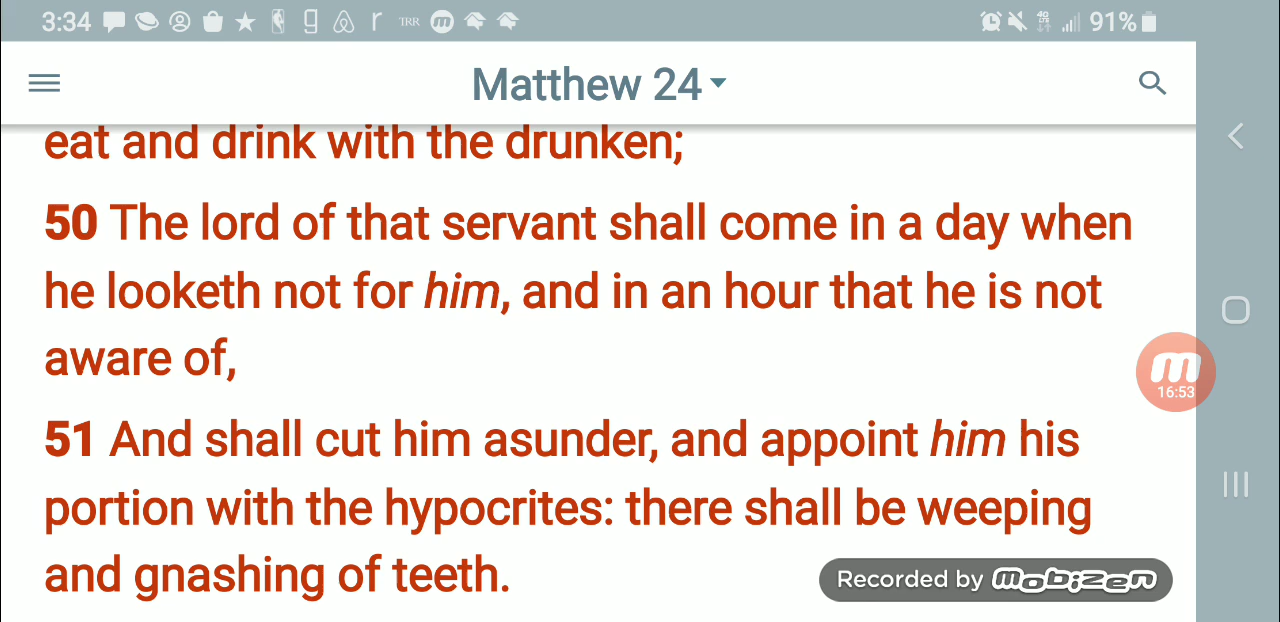 3:34 g r TRR m 4G 91%
Matthew 24
eat and drink with the drunken;
50 The lord of that servant shall come in a day when
he looketh not for him, and in an hour that he is not
aware of,
m
16:53
51 And shall cut him asunder, and appoint him his
portion with the hypocrites: there shall be weeping
and gnashing of teeth.
Recorded by mobizen